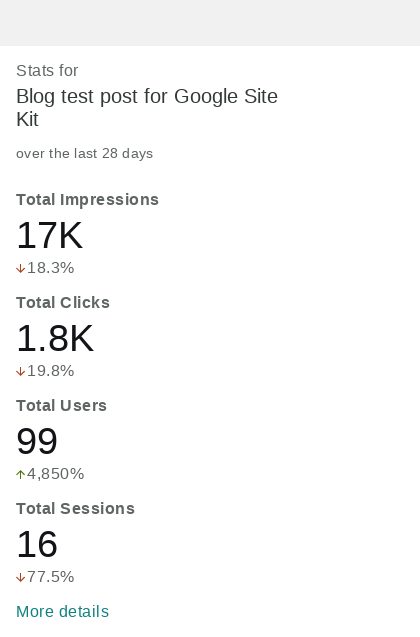 Stats for
Blog test post for Google Site
Kit
over the last 28 days
Total Impressions
17K
↓18.3%
Total Clicks
1.8K
↓19.8%
Total Users
99
↑4,850%
Total Sessions
16
↓77.5%
More details